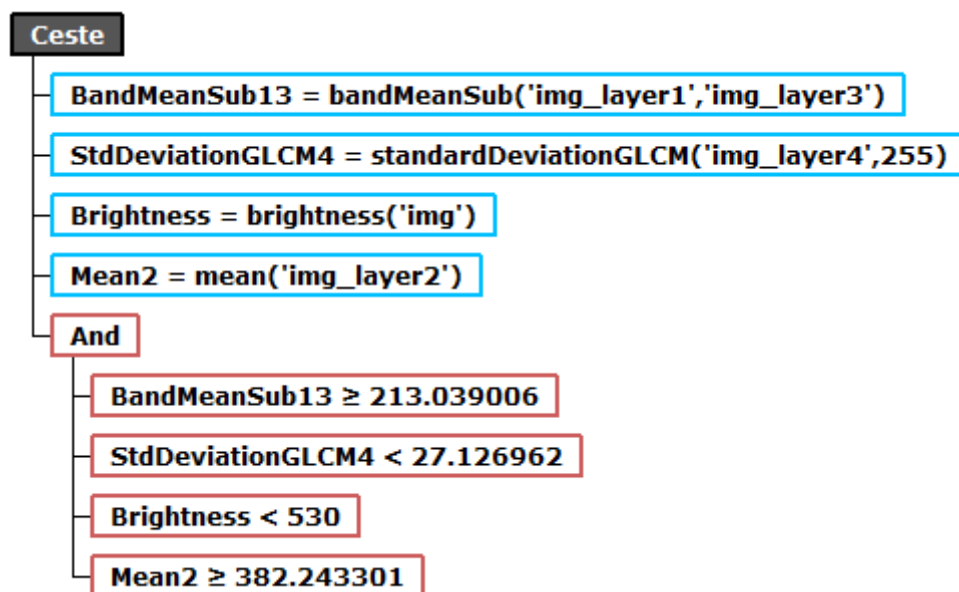 Ceste
BandMeanSub13 = bandMeanSub('img_layer1','img_layer3')
StdDeviationGLCM4 = standardDeviationGLCM('img_layer4',255)
Brightness = brightness('img')
Mean2 = mean('img_layer2')
And
BandMeanSub13 ≥ 213.039006
StdDeviationGLCM4 < 27.126962
Brightness < 530
Mean2 ≥ 382.243301